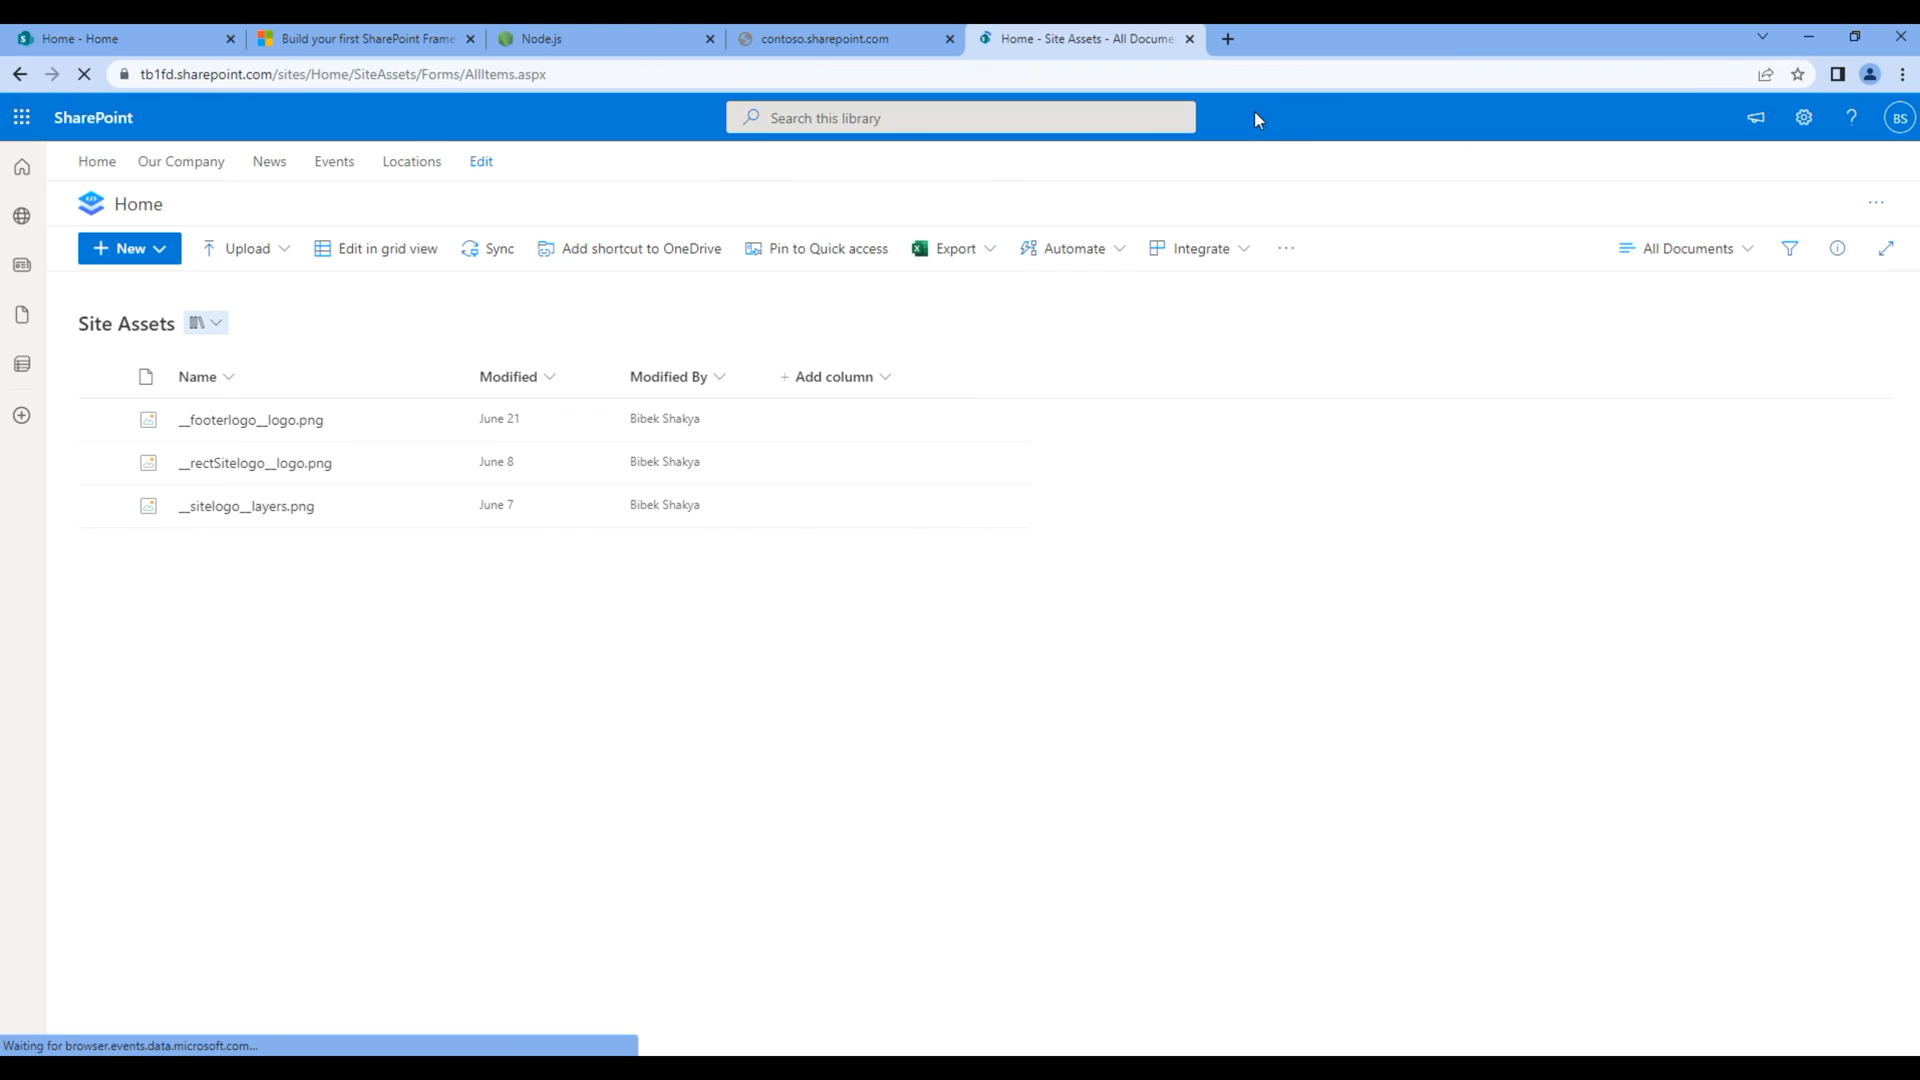 Home - Home
Build your first SharePoint Frame
Node.js
contoso.sharepoint.com
Home - Site Assets - All Docume
tb1fd.sharepoint.com/sites/Home/SiteAssets/Forms/AllItems.aspx
SharePoint
Search this library
BS
Home Our Company News Events Locations Edit
Home
New Upload Edit in grid view Sync Add shortcut to OneDrive Pin to Quick access Export Automate Integrate All Documents
Site Assets
Name Modified Modified By + Add column
__footerlogo__logo.png June 21 Bibek Shakya
__rectSitelogo__logo.png June 8 Bibek Shakya
__sitelogo__layers.png June 7 Bibek Shakya
Waiting for browser.events.data.microsoft.com...